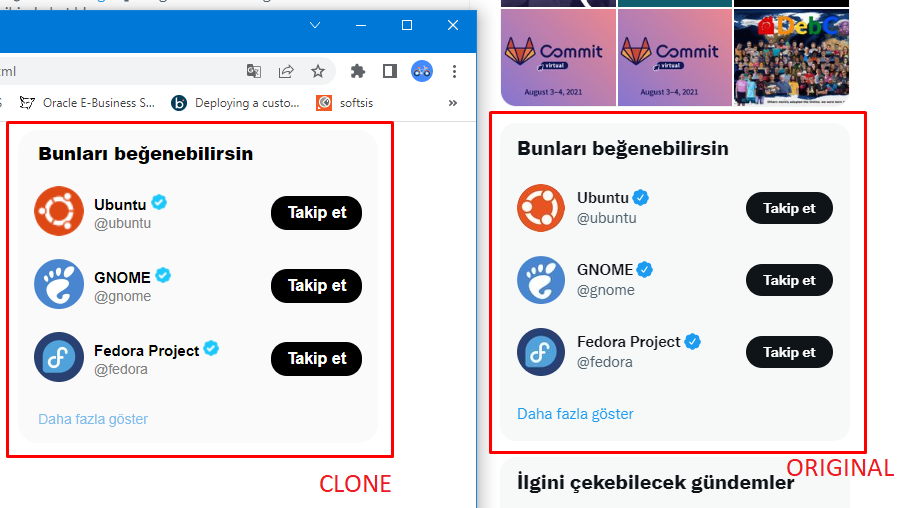 ml
Oracle E-Business S...
Deploying a custo...
softsis
»
Bunları beğenebilirsin
Ubuntu
@ubuntu
Takip et
GNOME
@gnome
Takip et
Fedora Project
@fedora
Takip et
Daha fazla göster
CLONE
Commit
virtual
August 3–4, 2021
Commit
virtual
August 3–4, 2021
DebC
Bunları beğenebilirsin
Ubuntu
@ubuntu
Takip et
GNOME
@gnome
Takip et
Fedora Project
@fedora
Takip et
Daha fazla göster
ORIGINAL
İlgini çekebilecek gündemler